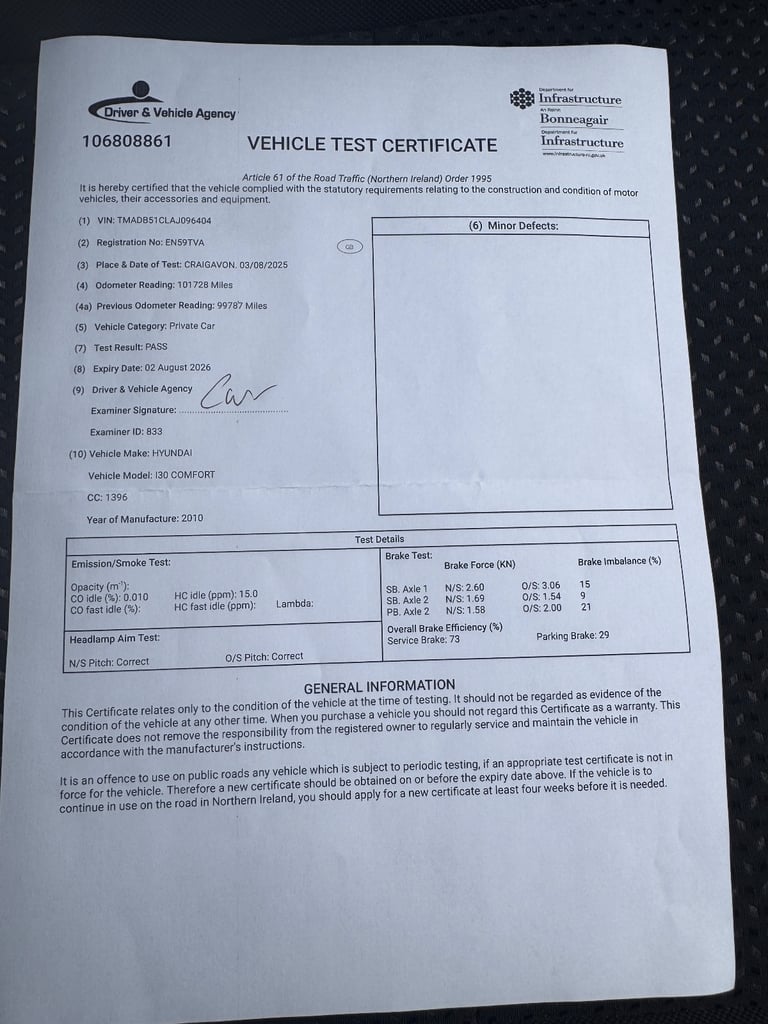 Driver & Vehicle Agency
Department for
Infrastructure
An Roinn
Bonneagair
Department for
Infrastructure
www.infrastructure-ni.gov.uk
106808861
VEHICLE TEST CERTIFICATE
Article 61 of the Road Traffic (Northern Ireland) Order 1995
It is hereby certified that the vehicle complied with the statutory requirements relating to the construction and condition of motor
vehicles, their accessories and equipment.
(1) VIN: TMADB51CLAJ096404
(2) Registration No: EN59TVA
GB
(3) Place & Date of Test: CRAIGAVON. 03/08/2025
(4) Odometer Reading: 101728 Miles
(4a) Previous Odometer Reading: 99787 Miles
(5) Vehicle Category: Private Car
(7) Test Result: PASS
(8) Expiry Date: 02 August 2026
(9) Driver & Vehicle Agency
Examiner Signature:
Examiner ID: 833
(10) Vehicle Make: HYUNDAI
Vehicle Model: I30 COMFORT
CC: 1396
Year of Manufacture: 2010
(6) Minor Defects:
Test Details
Emission/Smoke Test:
Opacity (m⁻¹):
CO idle (%): 0.010 HC idle (ppm): 15.0
CO fast idle (%): HC fast idle (ppm): Lambda:
Headlamp Aim Test:
N/S Pitch: Correct O/S Pitch: Correct
Brake Test:
Brake Force (KN) Brake Imbalance (%)
SB. Axle 1 N/S: 2.60 O/S: 3.06 15
SB. Axle 2 N/S: 1.69 O/S: 1.54 9
PB. Axle 2 N/S: 1.58 O/S: 2.00 21
Overall Brake Efficiency (%)
Service Brake: 73 Parking Brake: 29
GENERAL INFORMATION
This Certificate relates only to the condition of the vehicle at the time of testing. It should not be regarded as evidence of the
condition of the vehicle at any other time. When you purchase a vehicle you should not regard this Certificate as a warranty. This
Certificate does not remove the responsibility from the registered owner to regularly service and maintain the vehicle in
accordance with the manufacturer's instructions.
It is an offence to use on public roads any vehicle which is subject to periodic testing, if an appropriate test certificate is not in
force for the vehicle. Therefore a new certificate should be obtained on or before the expiry date above. If the vehicle is to
continue in use on the road in Northern Ireland, you should apply for a new certificate at least four weeks before it is needed.